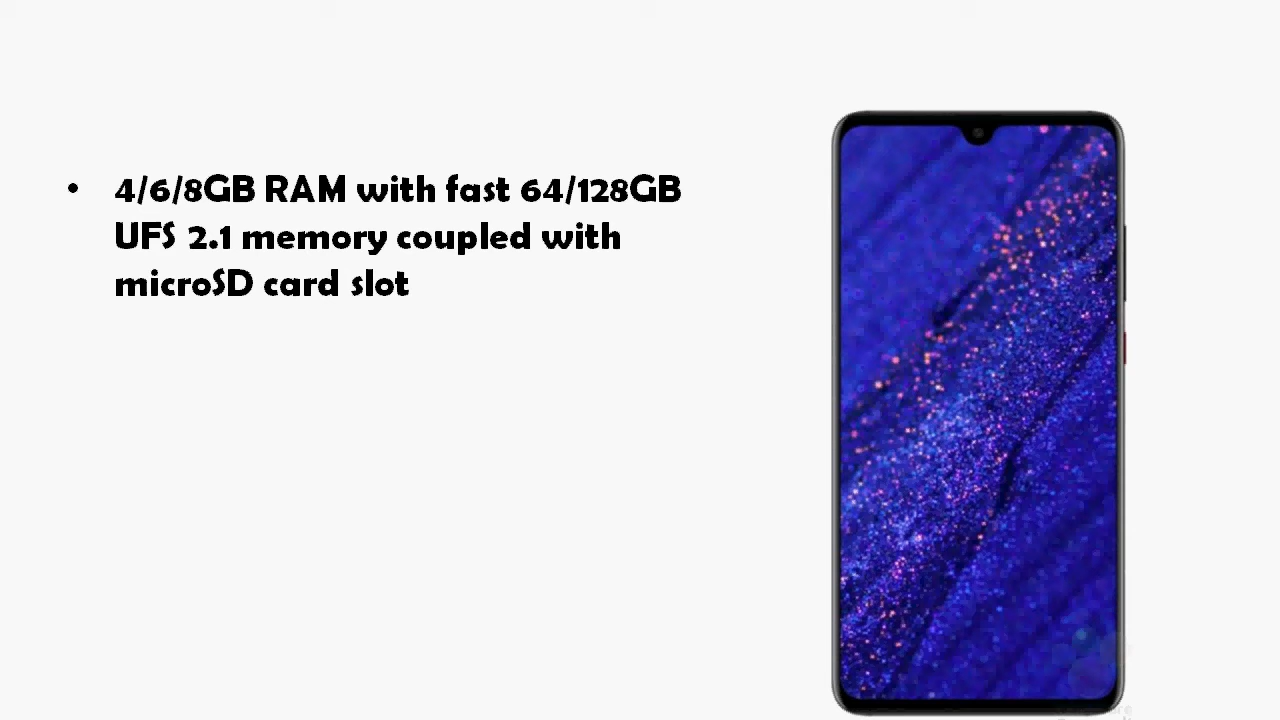 • 4/6/8GB RAM with fast 64/128GB
UFS 2.1 memory coupled with
microSD card slot